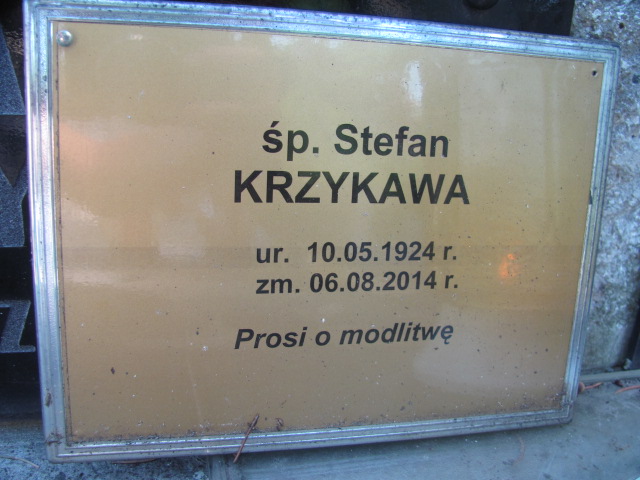 śp. Stefan
KRZYKAWA
ur. 10.05.1924 r.
zm. 06.08.2014 r.
Prosi o modlitwę